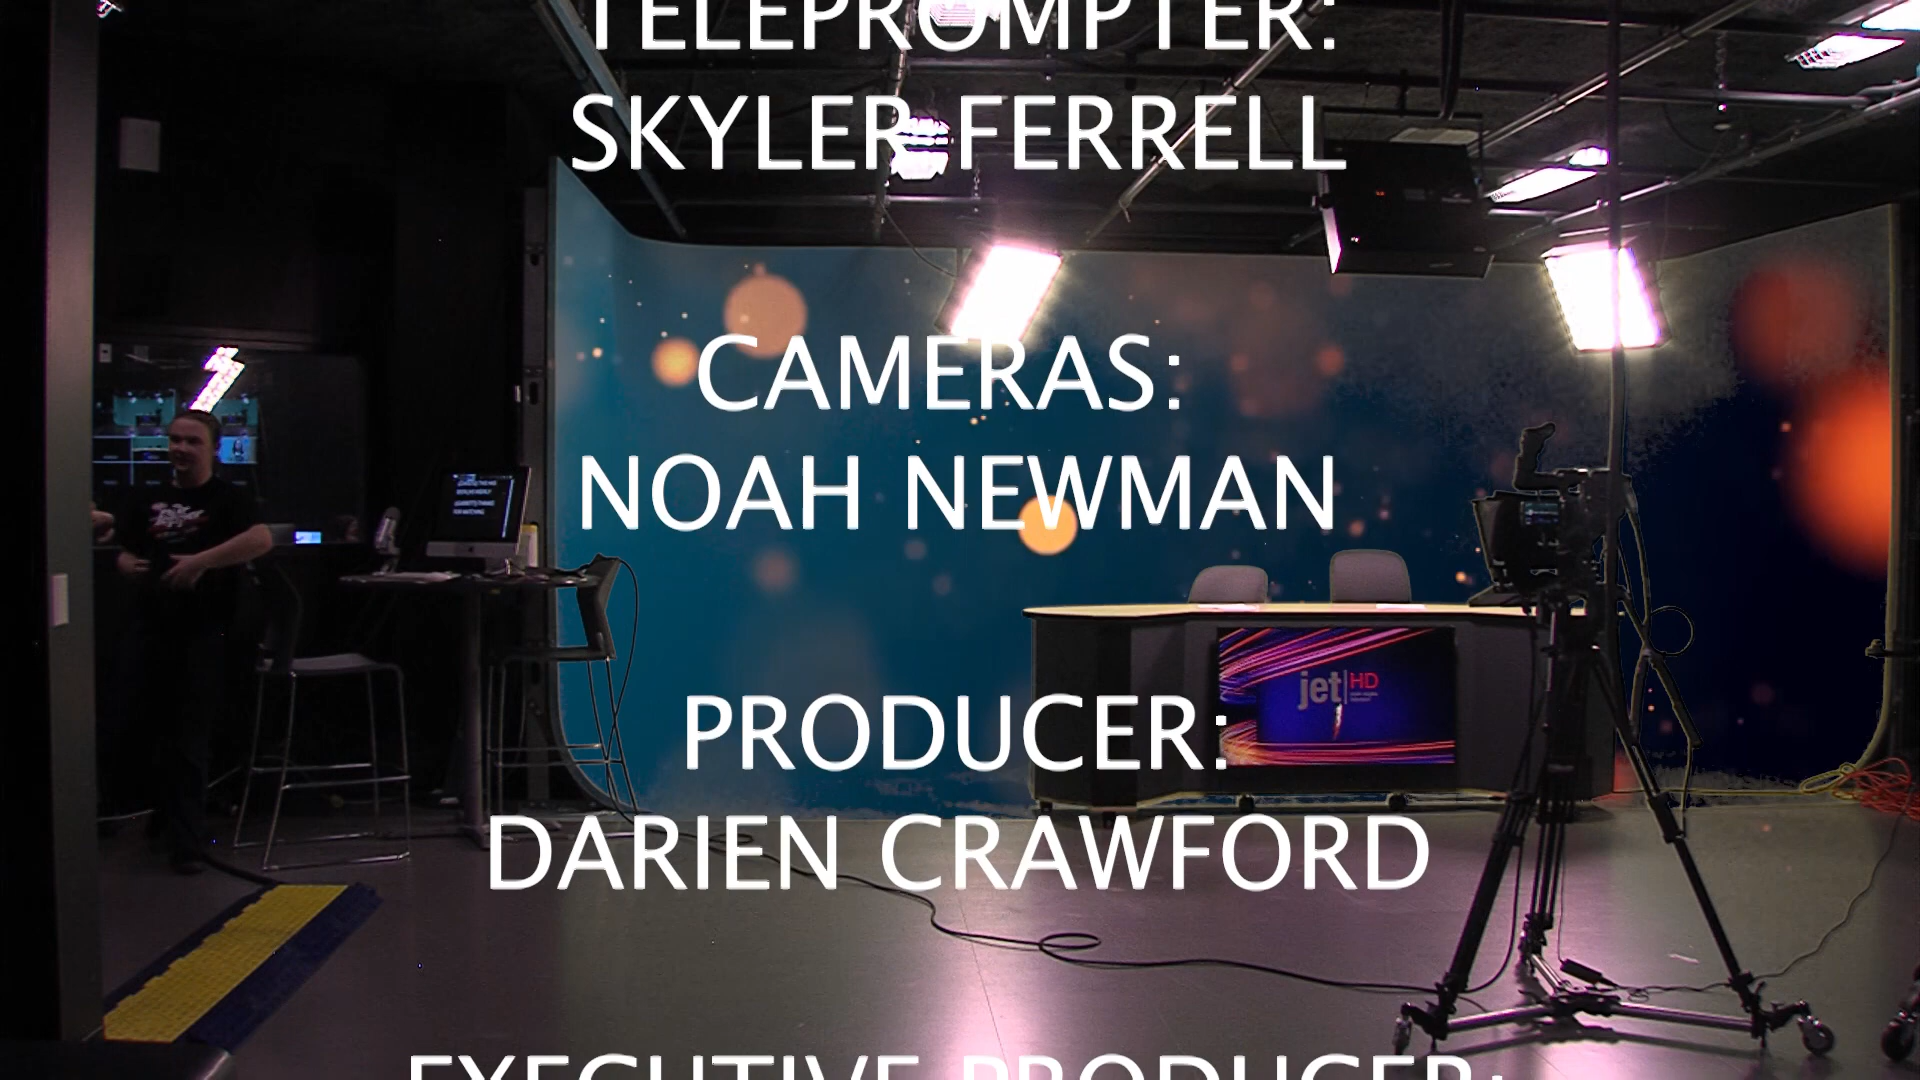 TELEPROMPTER:
SKYLER FERRELL
CAMERAS:
NOAH NEWMAN
PRODUCER:
DARIEN CRAWFORD
EXECUTIVE PRODUCER:
jet HD